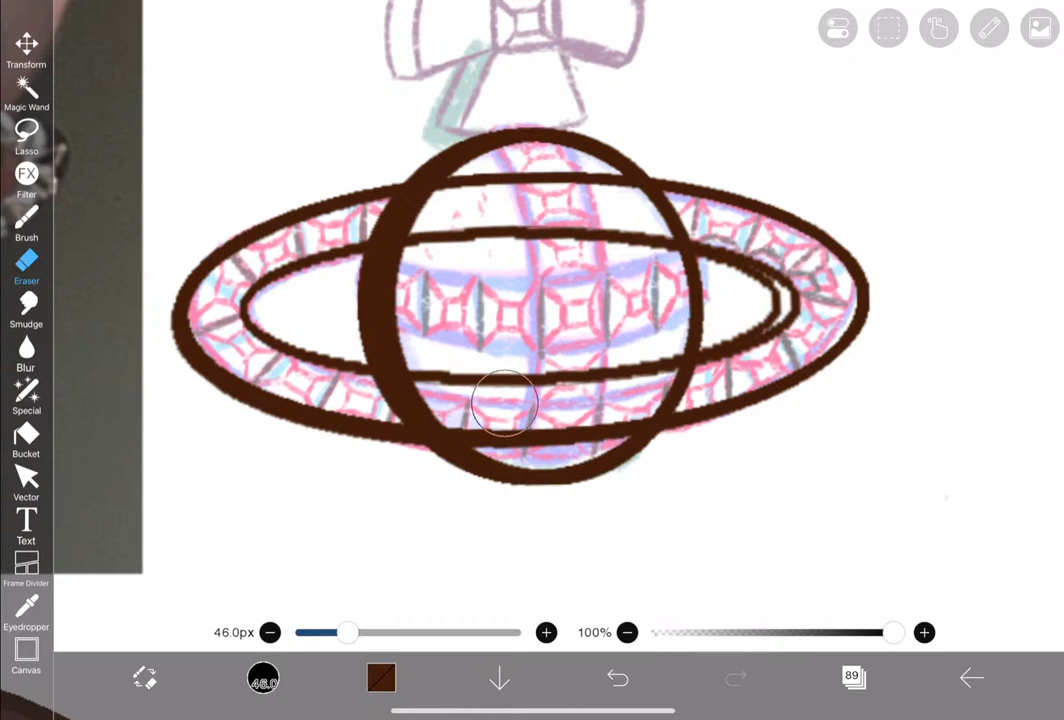 Transform
Magic Wand
Lasso
FX
Filter
Brush
Eraser
Smudge
Blur
Special
Bucket
Vector
T
Text
Frame Divider
Eyedropper
Canvas
46.0px
100%
46.0
89